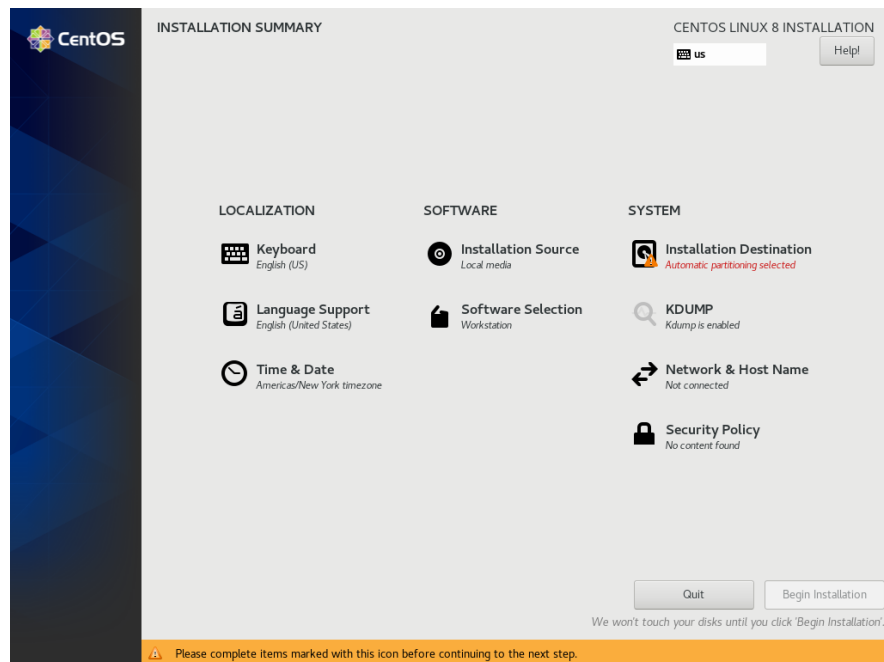 CentOS
INSTALLATION SUMMARY
CENTOS LINUX 8 INSTALLATION
us
Help!
LOCALIZATION
Keyboard
English (US)
Language Support
English (United States)
Time & Date
Americas/New York timezone
SOFTWARE
Installation Source
Local media
Software Selection
Workstation
SYSTEM
Installation Destination
Automatic partitioning selected
KDUMP
Kdump is enabled
Network & Host Name
Not connected
Security Policy
No content found
Quit
Begin Installation
We won't touch your disks until you click 'Begin Installation'.
Please complete items marked with this icon before continuing to the next step.